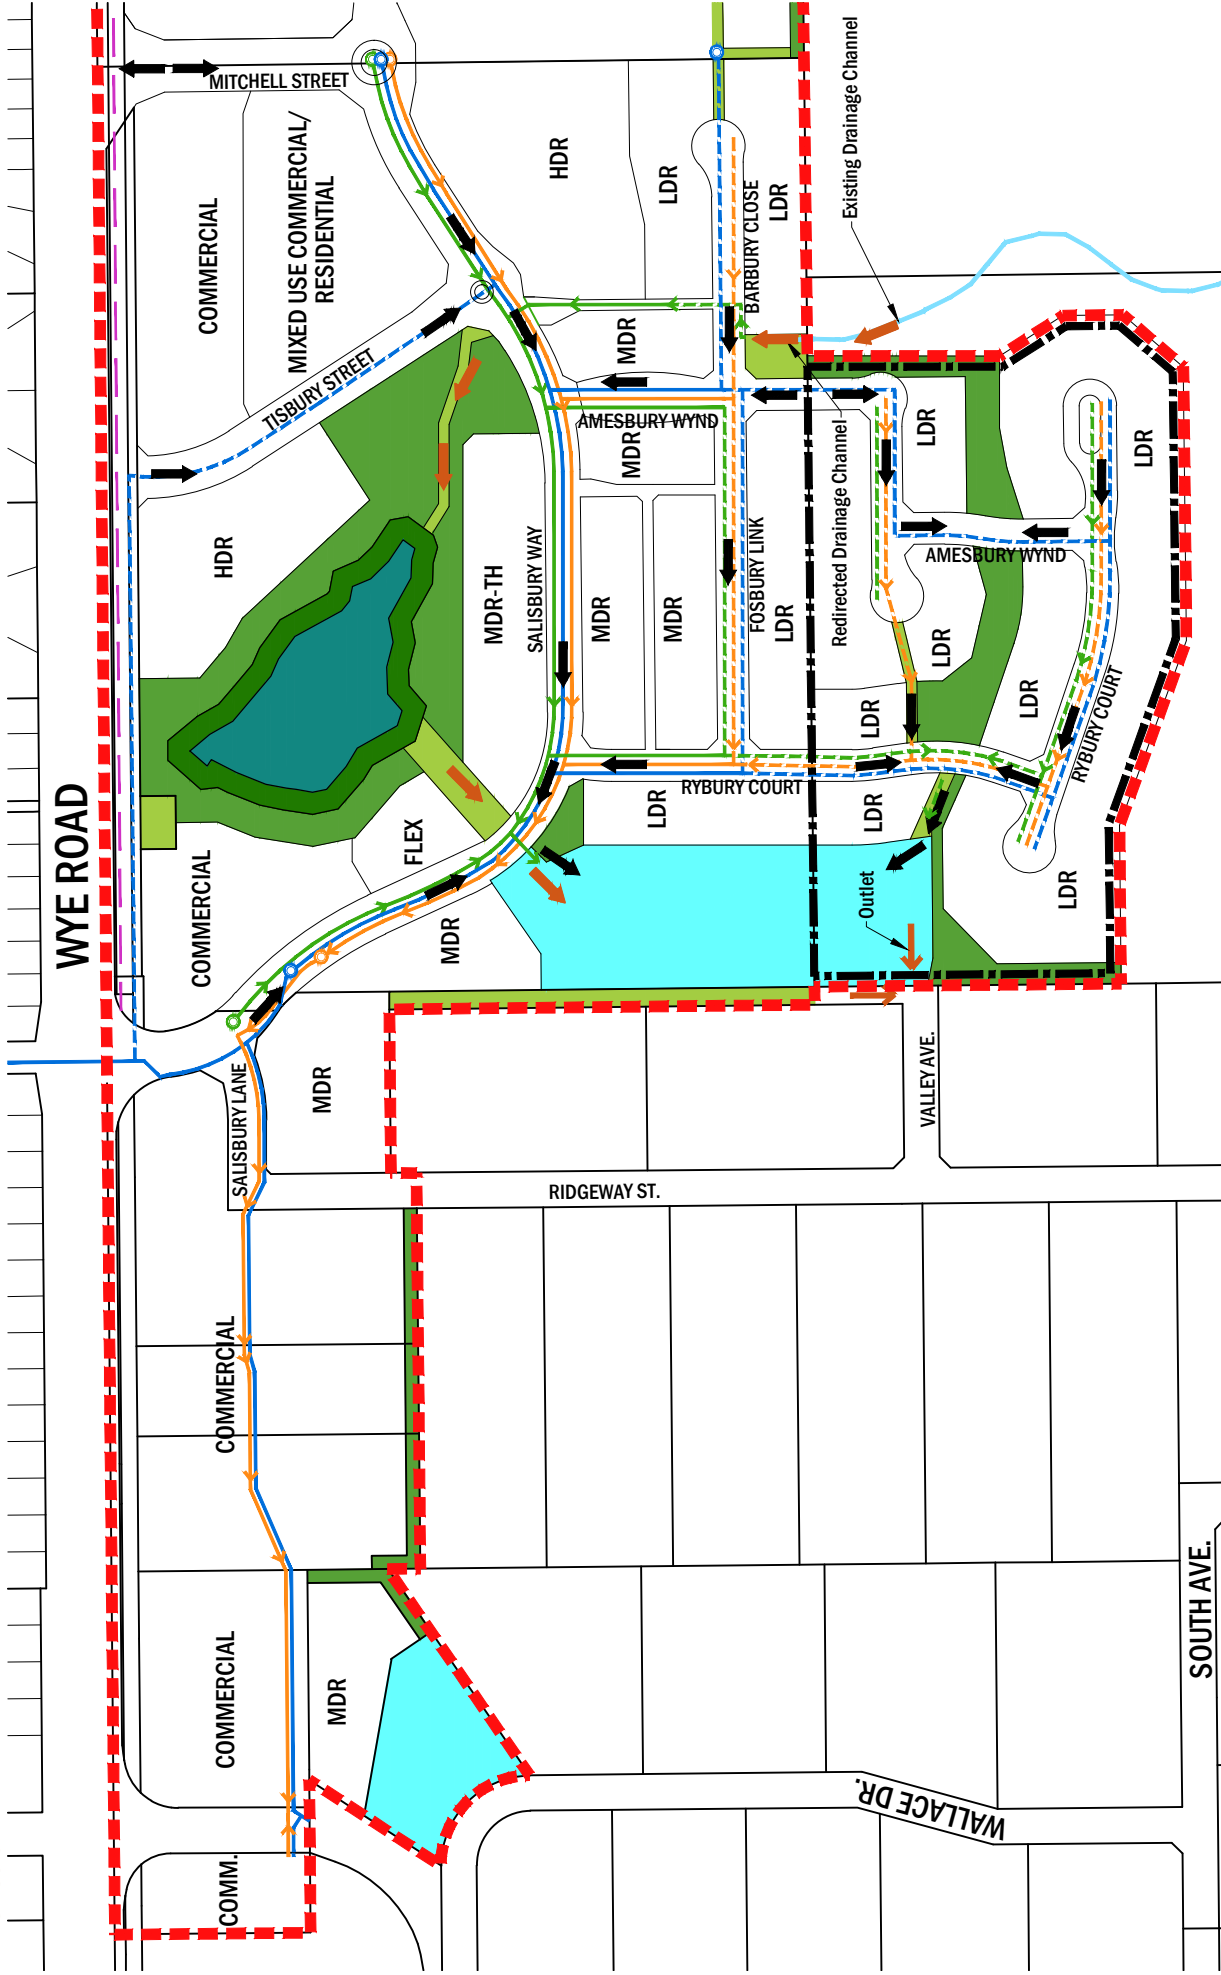 MITCHELL STREET
COMMERCIAL
MIXED USE COMMERCIAL/
RESIDENTIAL
HDR
LDR
BARBURY CLOSE
LDR
Existing Drainage Channel
TISBURY STREET
MDR
AMESBURY WYND
MDR
HDR
MDR-TH
SALISBURY WAY
MDR
MDR
FOSBURY LINK
LDR
Redirected Drainage Channel
LDR
LDR
AMESBURY WYND
LDR
LDR
LDR
RYBURY COURT
RYBURY COURT
LDR
LDR
LDR
Outlet
WYE ROAD
FLEX
COMMERCIAL
MDR
MDR
SALISBURY LANE
VALLEY AVE.
RIDGEWAY ST.
COMMERCIAL
COMMERCIAL
MDR
SOUTH AVE.
WALLACE DR.
COMM.